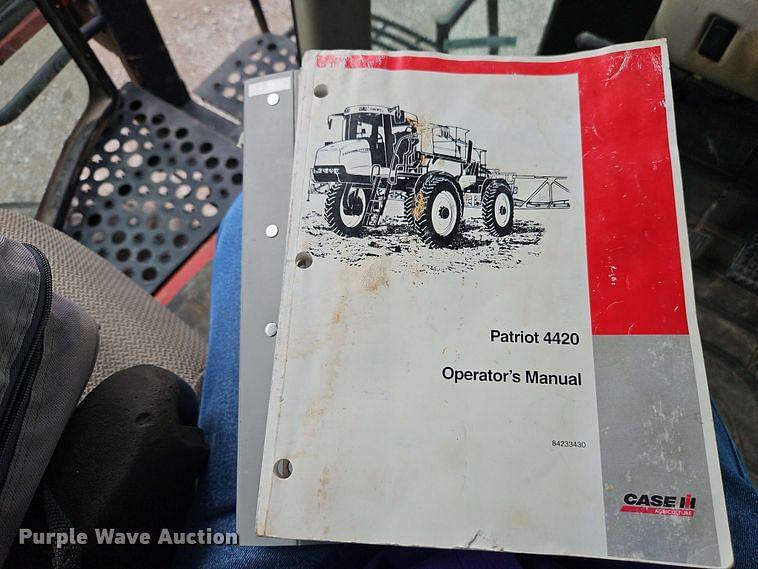 Patriot 4420
Operator's Manual
84233430
CASE IH
AGRICULTURE
Purple Wave Auction